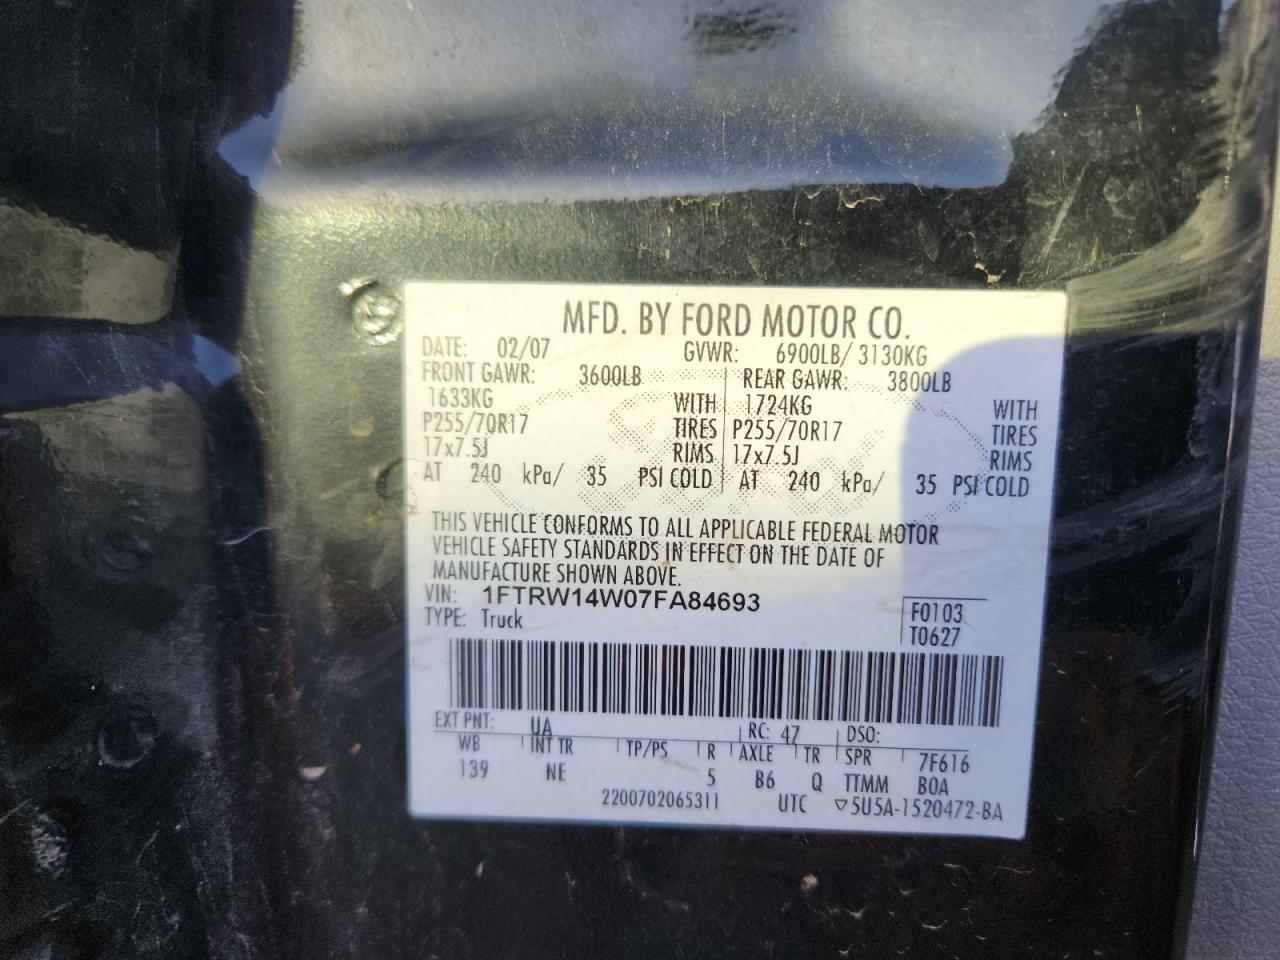 MFD. BY FORD MOTOR CO.
DATE: 02/07 GVWR: 6900LB/ 3130KG
FRONT GAWR: 3600LB REAR GAWR: 3800LB
1633KG WITH 1724KG WITH
P255/70R17 TIRES P255/70R17 TIRES
17x7.5J RIMS 17x7.5J RIMS
AT 240 kPa/ 35 PSI COLD AT 240 kPa/ 35 PSI COLD
THIS VEHICLE CONFORMS TO ALL APPLICABLE FEDERAL MOTOR
VEHICLE SAFETY STANDARDS IN EFFECT ON THE DATE OF
MANUFACTURE SHOWN ABOVE.
VIN: 1FTRW14W07FA84693 F0103
TYPE: Truck T0627
EXT PNT: UA RC: 47 DSO:
WB INT TR TP/PS R AXLE TR SPR 7F616
139 NE 5 B6 Q TTMM B0A
2200702065311 UTC ▽5U5A-1520472-BA